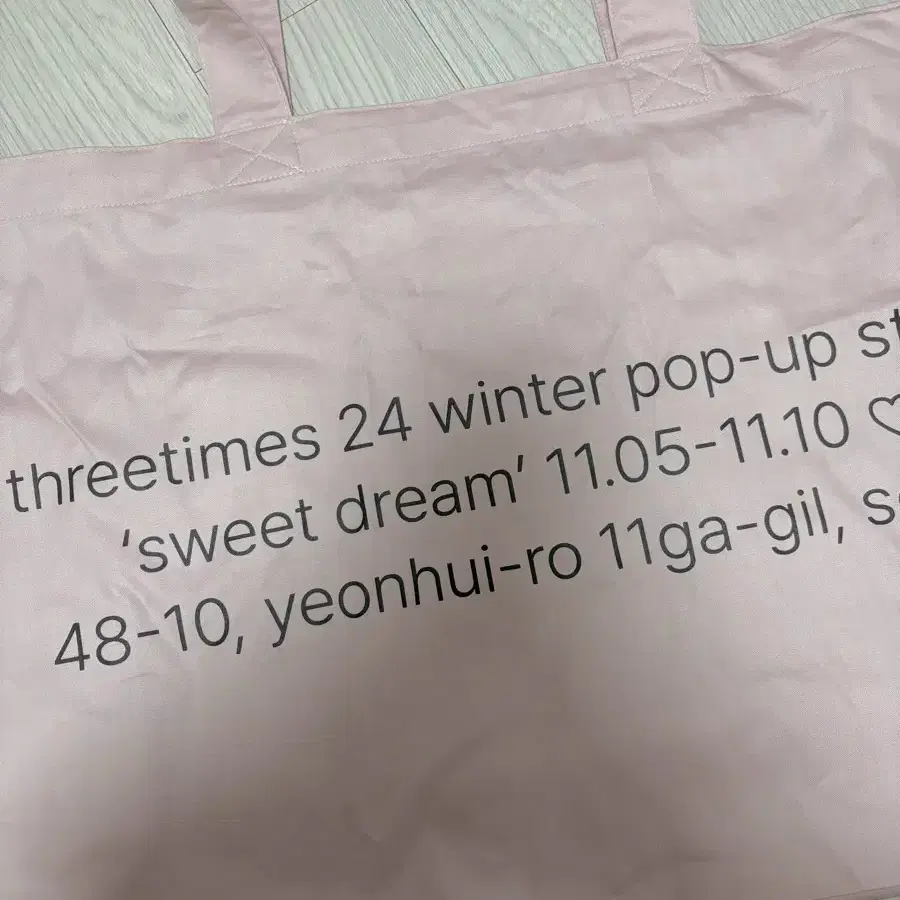 threetimes 24 winter pop-up
‘sweet dream’ 11.05-11.10 ♡
48-10, yeonhui-ro 11ga-gil,